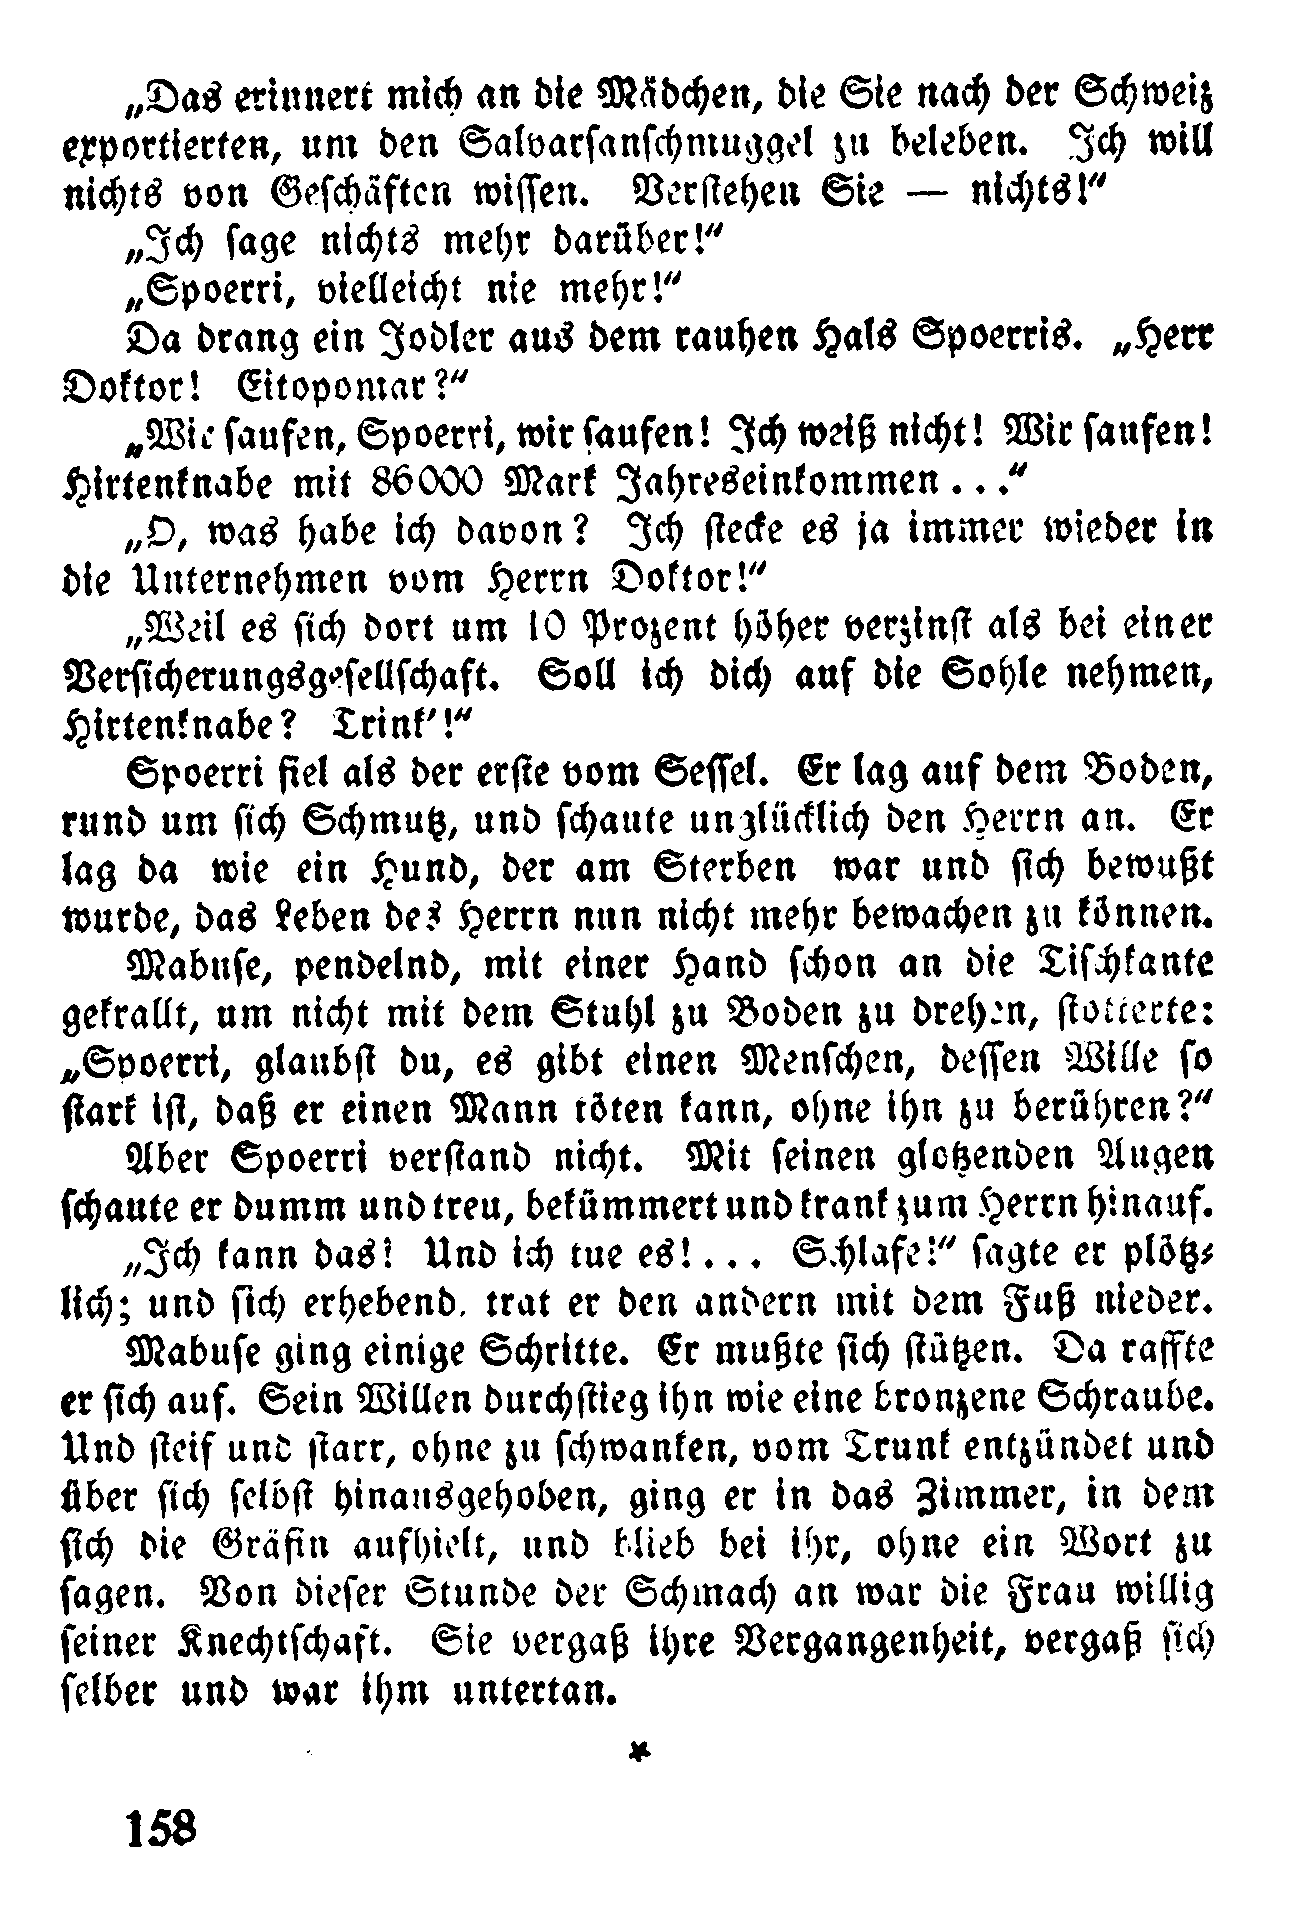 „Das erinnert mich an die Mädchen, die Sie nach der Schweiz
exportierten, um den Salvarsanschmuggel zu beleben. Ich will
nichts von Geschäften wissen. Verstehen Sie — nichts!“
„Ich sage nichts mehr darüber!“
„Spoerri, vielleicht nie mehr!“
Da drang ein Jodler aus dem rauhen Hals Spoerris. „Herr
Doktor! Eitopomar?“
„Wir saufen, Spoerri, wir saufen! Ich weiß nicht! Wir saufen!
Hirtenknabe mit 86000 Mark Jahreseinkommen . . .“
„O, was habe ich davon? Ich stecke es ja immer wieder in
die Unternehmen vom Herrn Doktor!“
„Weil es sich dort um 10 Prozent höher verzinst als bei einer
Versicherungsgesellschaft. Soll ich dich auf die Sohle nehmen,
Hirtenknabe? Trink’!“
Spoerri fiel als der erste vom Sessel. Er lag auf dem Boden,
rund um sich Schmutz, und schaute unglücklich den Herrn an. Er
lag da wie ein Hund, der am Sterben war und sich bewußt
wurde, das Leben des Herrn nun nicht mehr bewachen zu können.
Mabuse, pendelnd, mit einer Hand schon an die Tischkante
gekrallt, um nicht mit dem Stuhl zu Boden zu drehen, stotterte:
„Spoerri, glaubst du, es gibt einen Menschen, dessen Wille so
stark ist, daß er einen Mann töten kann, ohne ihn zu berühren?“
Aber Spoerri verstand nicht. Mit seinen glotzenden Augen
schaute er dumm und treu, bekümmert und krank zum Herrn hinauf.
„Ich kann das! Und ich tue es! . . . Schlafe!“ sagte er plötz-
lich; und sich erhebend, trat er den andern mit dem Fuß nieder.
Mabuse ging einige Schritte. Er mußte sich stützen. Da raffte
er sich auf. Sein Willen durchstieg ihn wie eine bronzene Schraube.
Und steif und starr, ohne zu schwanken, vom Trunk entzündet und
über sich selbst hinausgehoben, ging er in das Zimmer, in dem
sich die Gräfin aufhielt, und blieb bei ihr, ohne ein Wort zu
sagen. Von dieser Stunde der Schmach an war die Frau willig
seiner Knechtschaft. Sie vergaß ihre Vergangenheit, vergaß sich
selber und war ihm untertan.
*
158